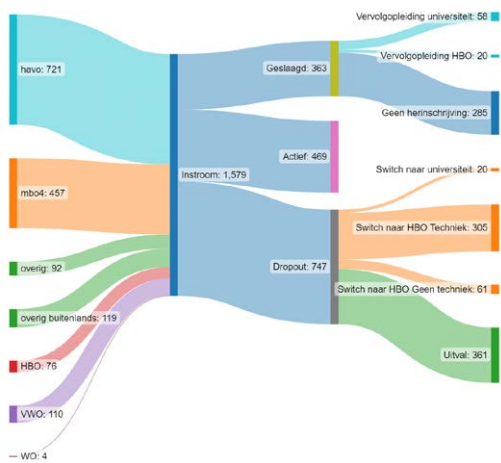 havo: 721
mbo4: 457
overig: 92
overig buitenlands: 119
HBO: 76
VWO: 110
WO: 4
Instroom: 1,579
Geslaagd: 363
Actief: 469
Dropout: 747
Vervolgopleiding universiteit: 58
Vervolgopleiding HBO: 20
Geen herinschrijving: 285
Switch naar universiteit: 20
Switch naar HBO Techniek: 305
Switch naar HBO Geen techniek: 61
Uitval: 361